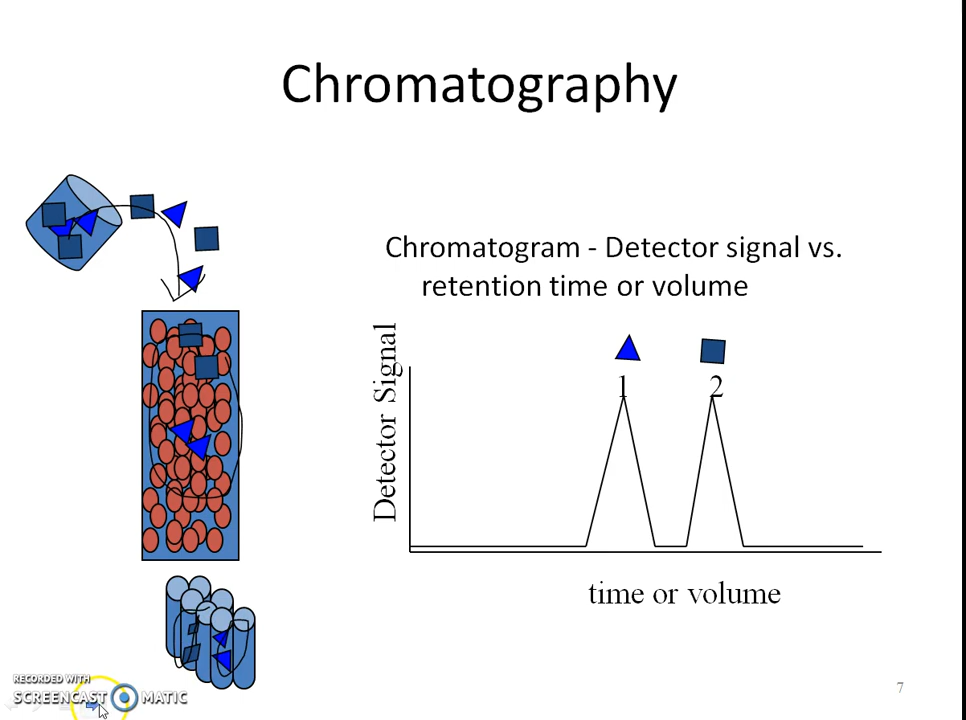 Chromatography
Chromatogram - Detector signal vs.
retention time or volume
Detector Signal
1
2
time or volume
RECORDED WITH
SCREENCAST MATIC
7